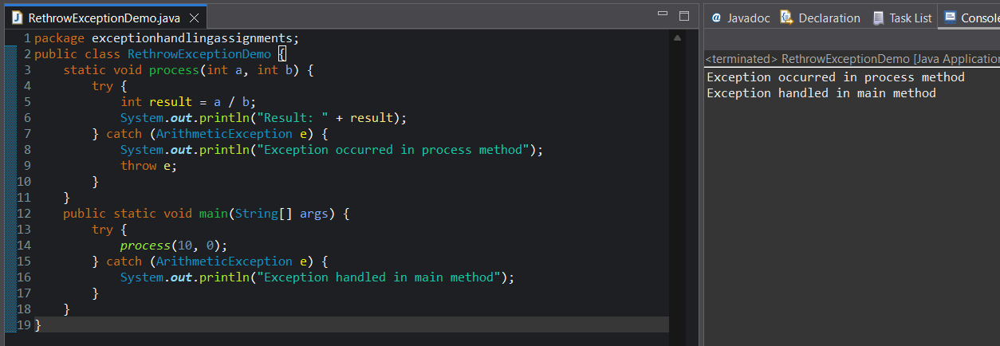 RethrowExceptionDemo.java
1 package exceptionhandlingassignments;
2 public class RethrowExceptionDemo {
3     static void process(int a, int b) {
4         try {
5             int result = a / b;
6             System.out.println("Result: " + result);
7         } catch (ArithmeticException e) {
8             System.out.println("Exception occurred in process method");
9             throw e;
10         }
11     }
12     public static void main(String[] args) {
13         try {
14             process(10, 0);
15         } catch (ArithmeticException e) {
16             System.out.println("Exception handled in main method");
17         }
18     }
19 }
@ Javadoc Declaration Task List Console
<terminated> RethrowExceptionDemo [Java Application
Exception occurred in process method
Exception handled in main method